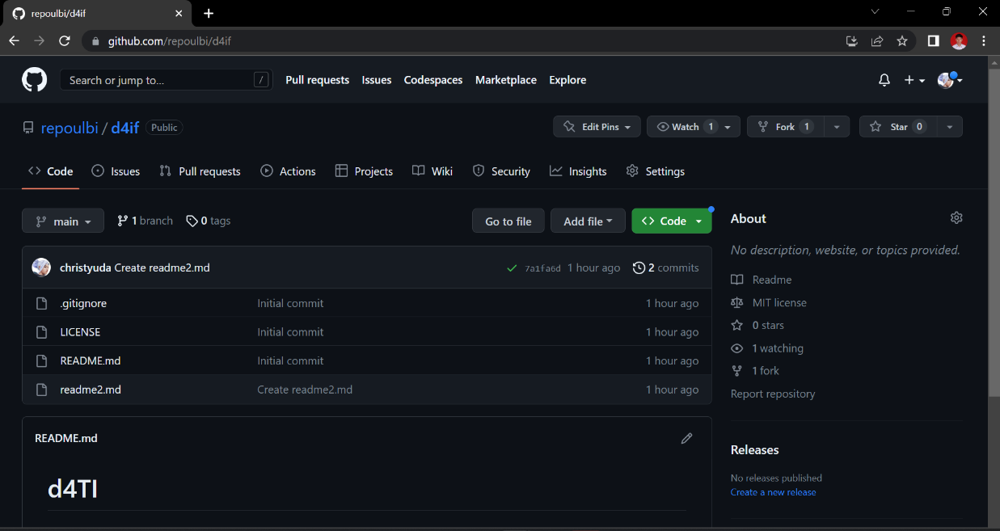 repoulbi/d4if
github.com/repoulbi/d4if
Search or jump to... /
Pull requests Issues Codespaces Marketplace Explore
repoulbi / d4if Public
Edit Pins Watch 1 Fork 1 Star 0
Code Issues Pull requests Actions Projects Wiki Security Insights Settings
main 1 branch 0 tags Go to file Add file Code
christyuda Create readme2.md 7a1fa6d 1 hour ago 2 commits
.gitignore Initial commit 1 hour ago
LICENSE Initial commit 1 hour ago
README.md Initial commit 1 hour ago
readme2.md Create readme2.md 1 hour ago
README.md
d4TI
About
No description, website, or topics provided.
Readme
MIT license
0 stars
1 watching
1 fork
Report repository
Releases
No releases published
Create a new release